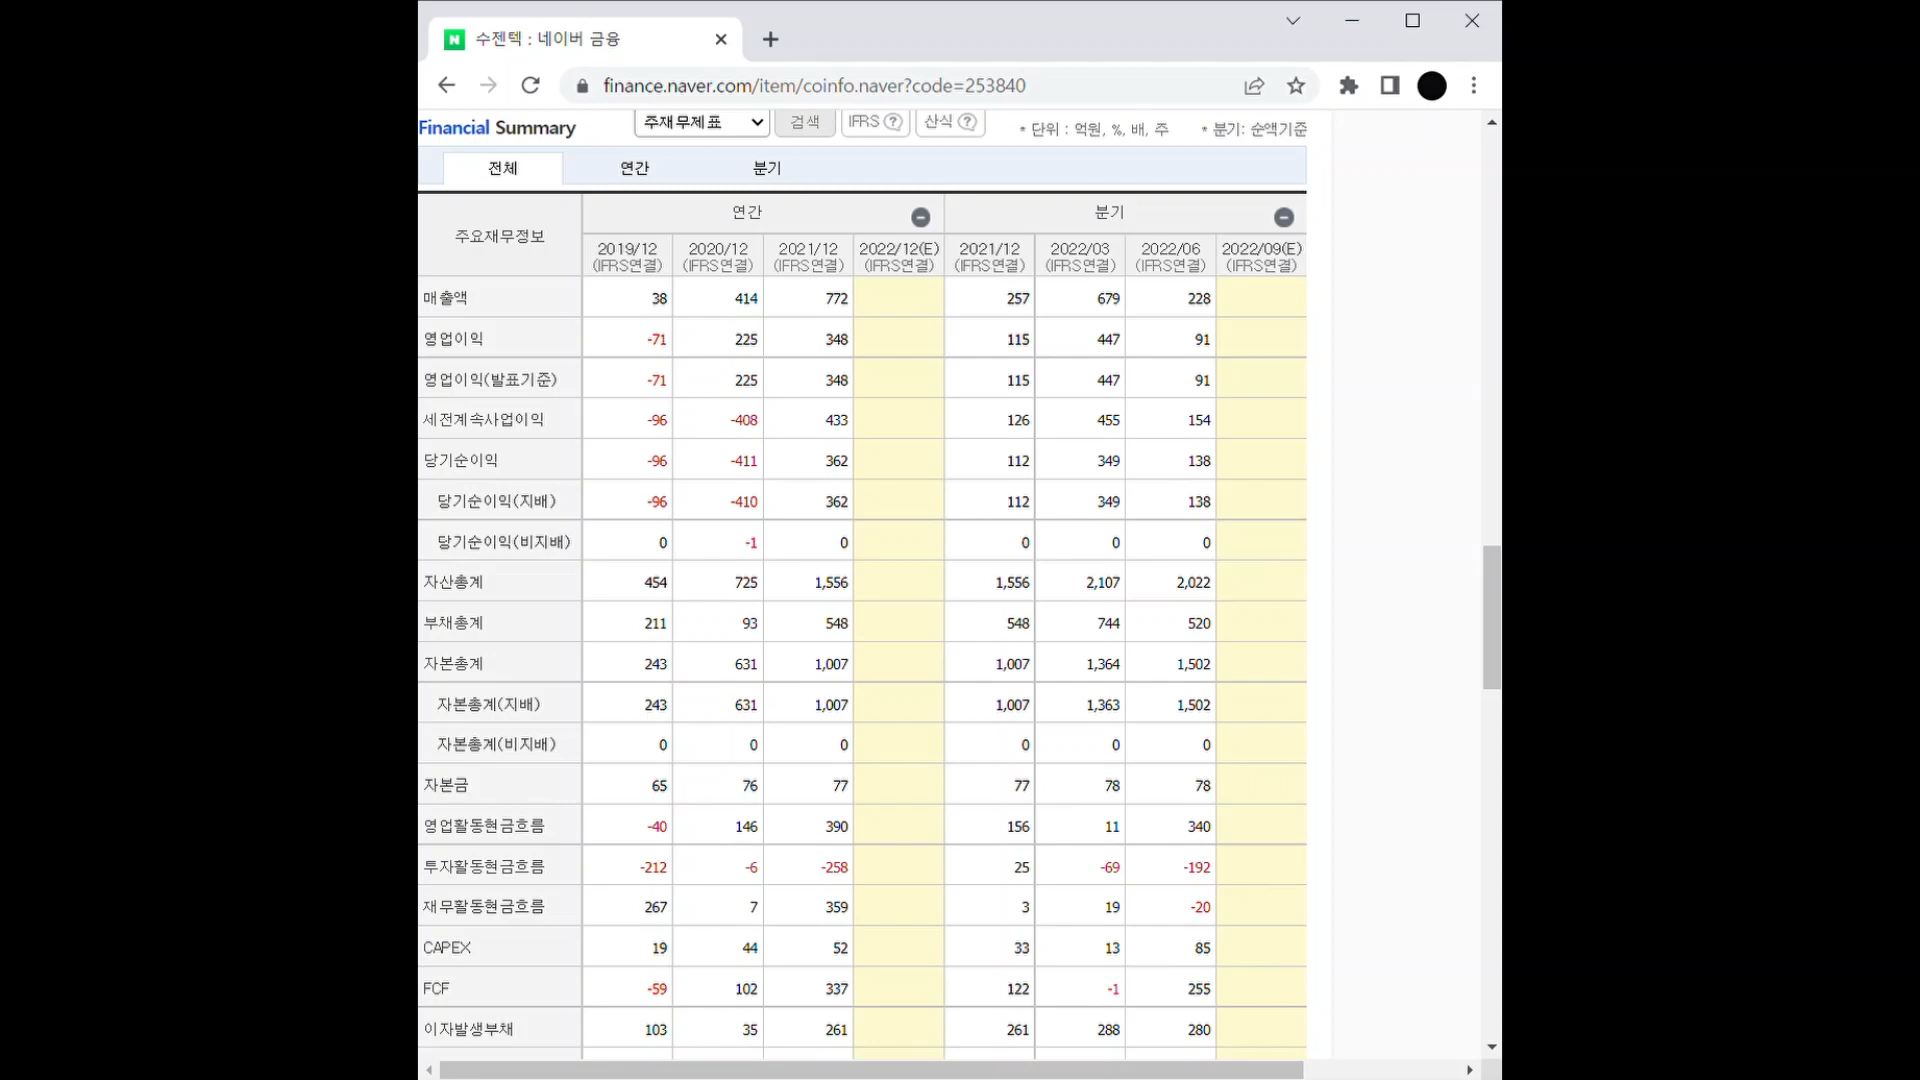 수젠텍 : 네이버 금융
finance.naver.com/item/coinfo.naver?code=253840
Financial Summary 주재무제표 검색 IFRS ? 산식 ? * 단위 : 억원, %, 배, 주 * 분기: 순액기준
전체 연간 분기
주요재무정보 연간 분기
2019/12 2020/12 2021/12 2022/12(E) 2021/12 2022/03 2022/06 2022/09(E)
(IFRS연결) (IFRS연결) (IFRS연결) (IFRS연결) (IFRS연결) (IFRS연결) (IFRS연결) (IFRS연결)
매출액 38 414 772 257 679 228
영업이익 -71 225 348 115 447 91
영업이익(발표기준) -71 225 348 115 447 91
세전계속사업이익 -96 -408 433 126 455 154
당기순이익 -96 -411 362 112 349 138
당기순이익(지배) -96 -410 362 112 349 138
당기순이익(비지배) 0 -1 0 0 0 0
자산총계 454 725 1,556 1,556 2,107 2,022
부채총계 211 93 548 548 744 520
자본총계 243 631 1,007 1,007 1,364 1,502
자본총계(지배) 243 631 1,007 1,007 1,363 1,502
자본총계(비지배) 0 0 0 0 0 0
자본금 65 76 77 77 78 78
영업활동현금흐름 -40 146 390 156 11 340
투자활동현금흐름 -212 -6 -258 25 -69 -192
재무활동현금흐름 267 7 359 3 19 -20
CAPEX 19 44 52 33 13 85
FCF -59 102 337 122 -1 255
이자발생부채 103 35 261 261 288 280